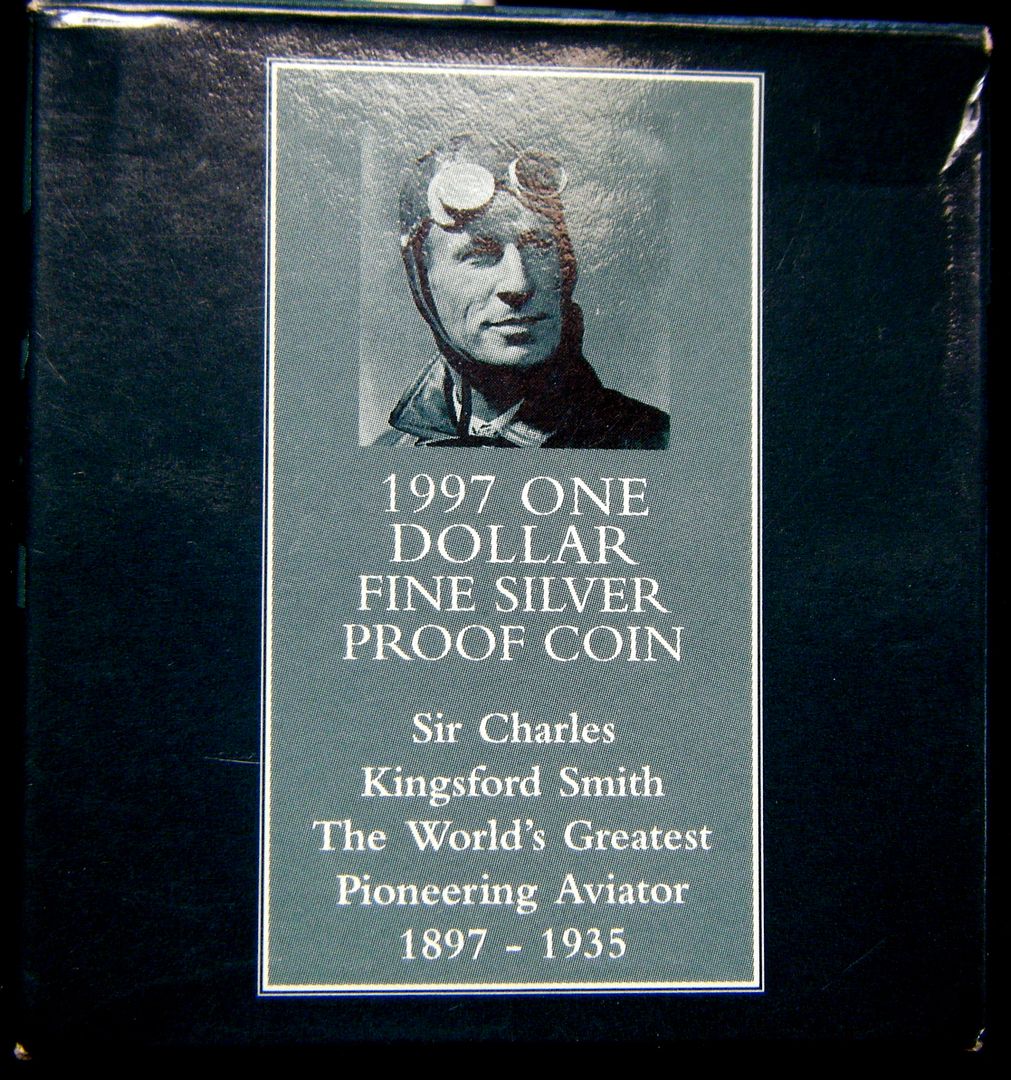 1997 ONE
DOLLAR
FINE SILVER
PROOF COIN
Sir Charles
Kingsford Smith
The World's Greatest
Pioneering Aviator
1897 - 1935